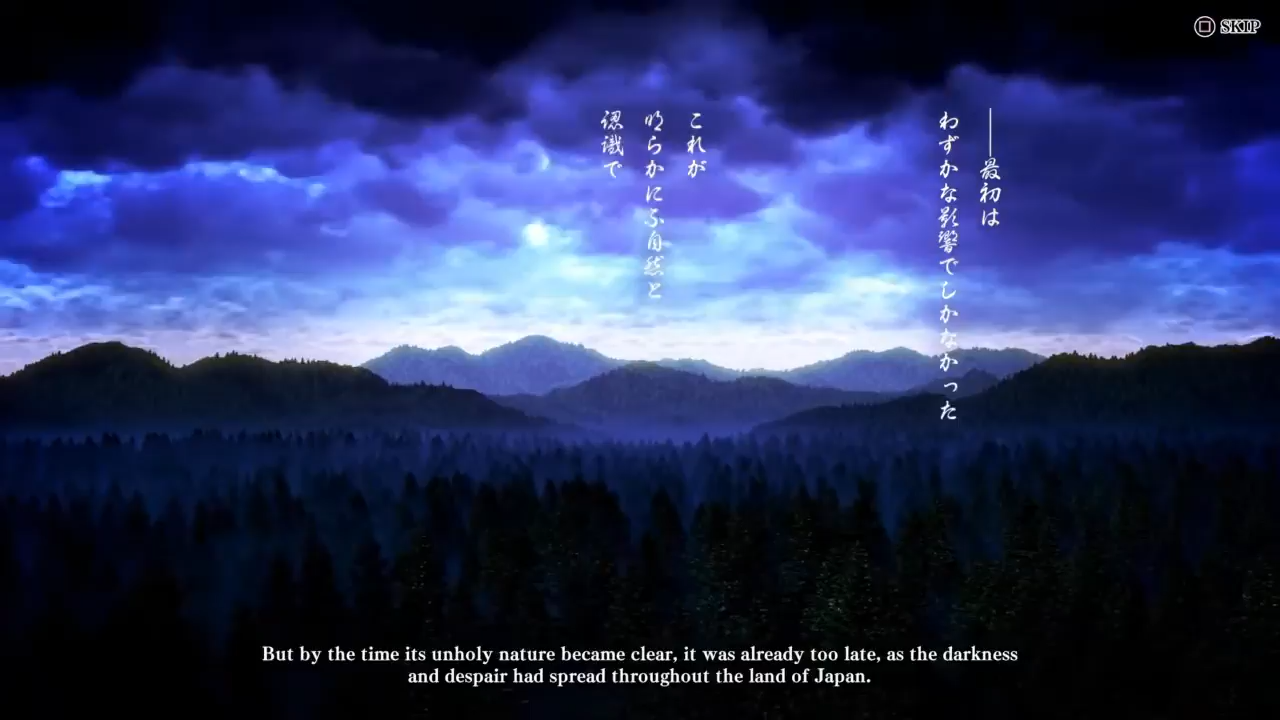 SKIP
――最初は
わずかな影響でしかなかった
これが
明らかに不自然と
認識で
But by the time its unholy nature became clear, it was already too late, as the darkness
and despair had spread throughout the land of Japan.